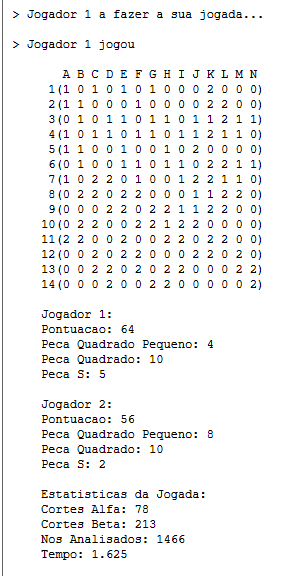 > Jogador 1 a fazer a sua jogada...
> Jogador 1 jogou
A B C D E F G H I J K L M N
1(1 0 1 0 1 0 1 0 0 0 2 0 0 0)
2(1 1 0 0 0 1 0 0 0 0 2 2 0 0)
3(0 1 0 1 1 0 1 1 0 1 1 2 1 1)
4(1 0 1 1 0 1 1 0 1 1 2 1 1 0)
5(1 1 0 0 1 0 0 1 0 2 0 0 0 0)
6(0 1 0 0 1 1 0 1 1 0 2 2 1 1)
7(1 0 2 2 0 1 0 0 1 2 2 1 1 0)
8(0 2 2 0 2 2 0 0 0 1 1 2 2 0)
9(0 0 0 2 2 0 2 2 1 1 2 2 0 0)
10(0 2 2 0 0 2 2 1 2 2 0 0 0 0)
11(2 2 0 0 2 0 0 2 2 0 2 2 0 0)
12(0 0 2 0 2 2 0 0 2 0 2 2 0 0)
13(0 0 2 2 0 2 0 2 2 0 0 0 2 2)
14(0 0 0 2 0 0 2 2 0 0 0 0 0 2)
Jogador 1:
Pontuacao: 64
Peca Quadrado Pequeno: 4
Peca Quadrado: 10
Peca S: 5
Jogador 2:
Pontuacao: 56
Peca Quadrado Pequeno: 8
Peca Quadrado: 10
Peca S: 2
Estatisticas da Jogada:
Cortes Alfa: 78
Cortes Beta: 213
Nos Analisados: 1466
Tempo: 1.625